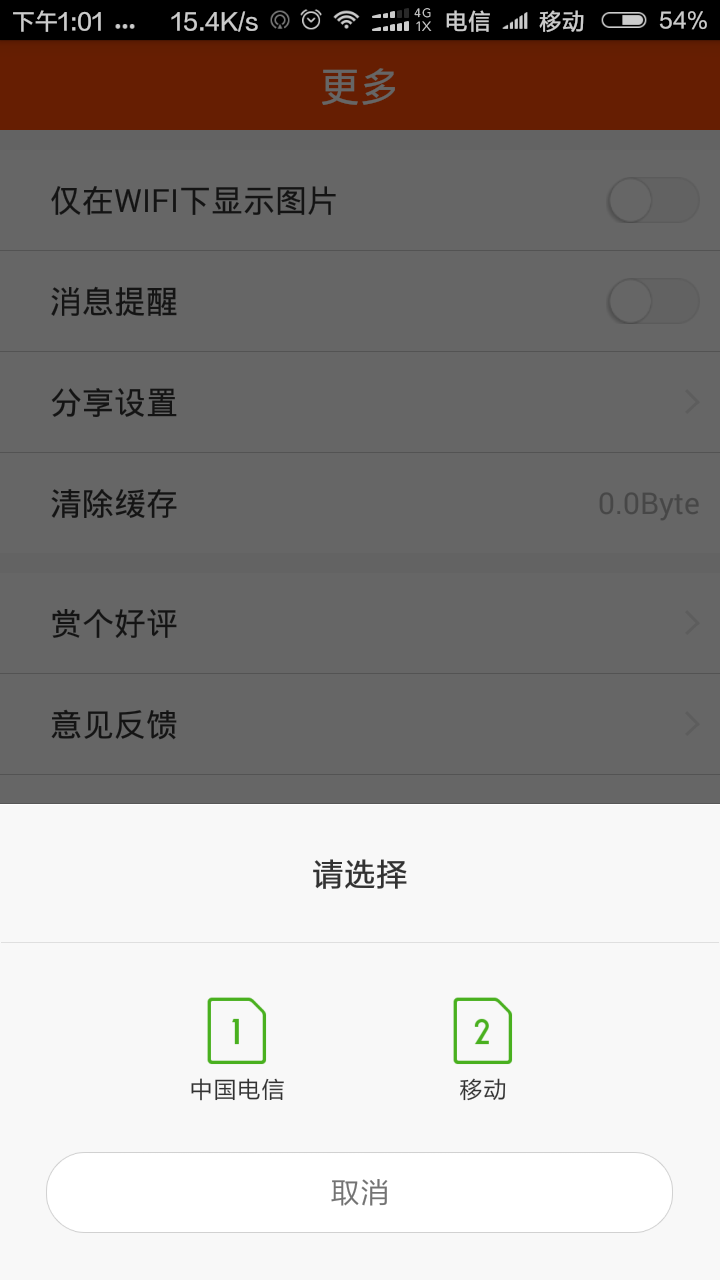 下午1:01 ... 15.4K/s 4G 1X 电信 移动 54%
更多
仅在WIFI下显示图片
消息提醒
分享设置
清除缓存 0.0Byte
赏个好评
意见反馈
请选择
1 2
中国电信 移动
取消